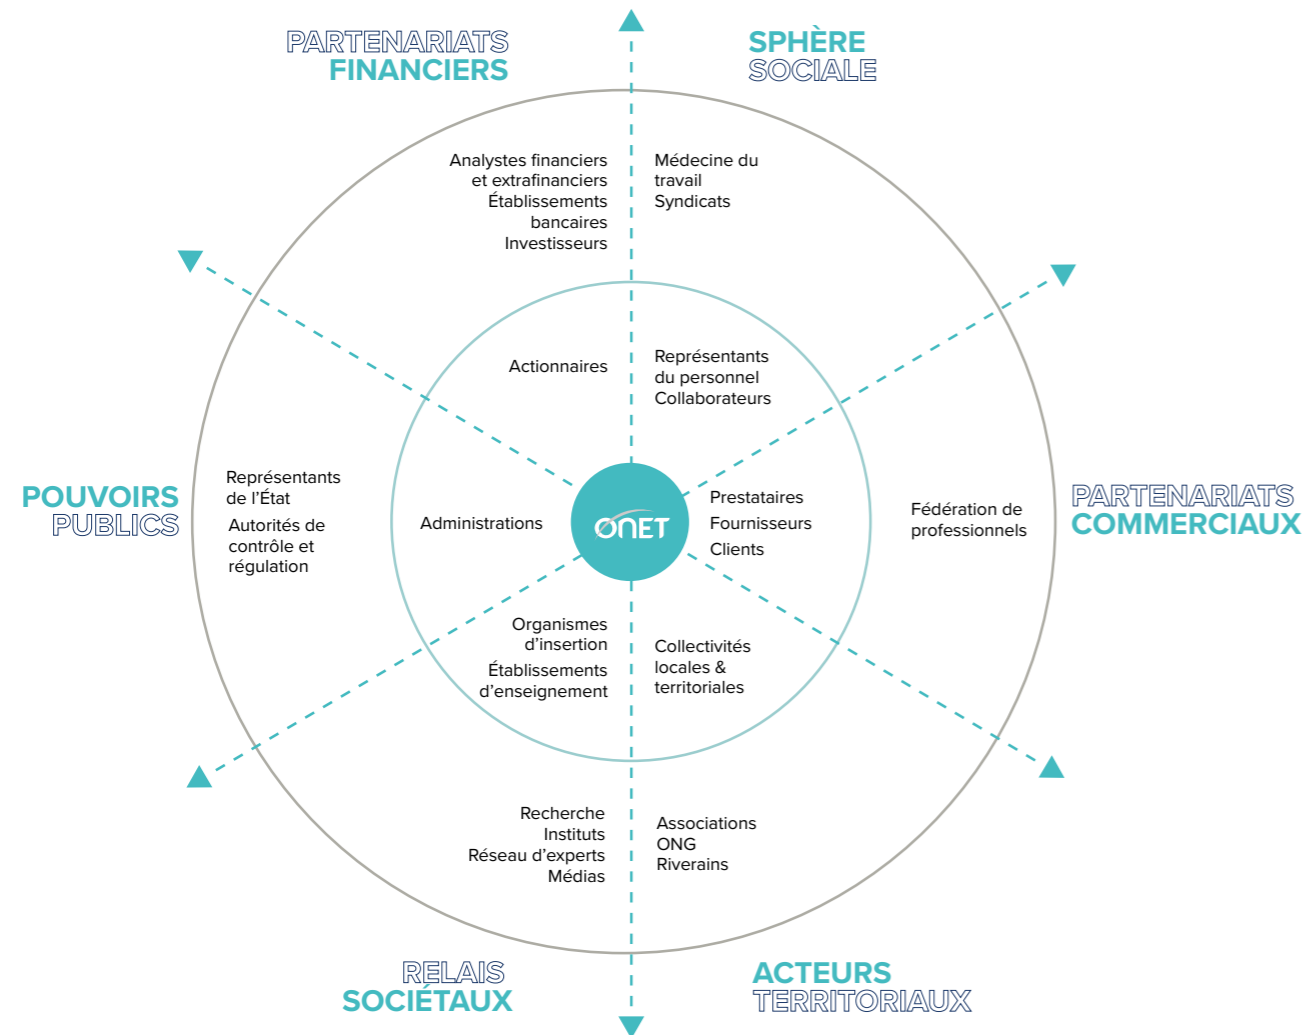 PARTENARIATS
FINANCIERS
SPHÈRE
SOCIALE
Analystes financiers
et extrafinanciers
Établissements
bancaires
Investisseurs
Médecine du
travail
Syndicats
Actionnaires
Représentants
du personnel
Collaborateurs
POUVOIRS
PUBLICS
Représentants
de l’État
Autorités de
contrôle et
régulation
Administrations
ONET
Prestataires
Fournisseurs
Clients
Fédération de
professionnels
PARTENARIATS
COMMERCIAUX
Organismes
d’insertion
Établissements
d’enseignement
Collectivités
locales &
territoriales
Recherche
Instituts
Réseau d’experts
Médias
Associations
ONG
Riverains
RELAIS
SOCIÉTAUX
ACTEURS
TERRITORIAUX